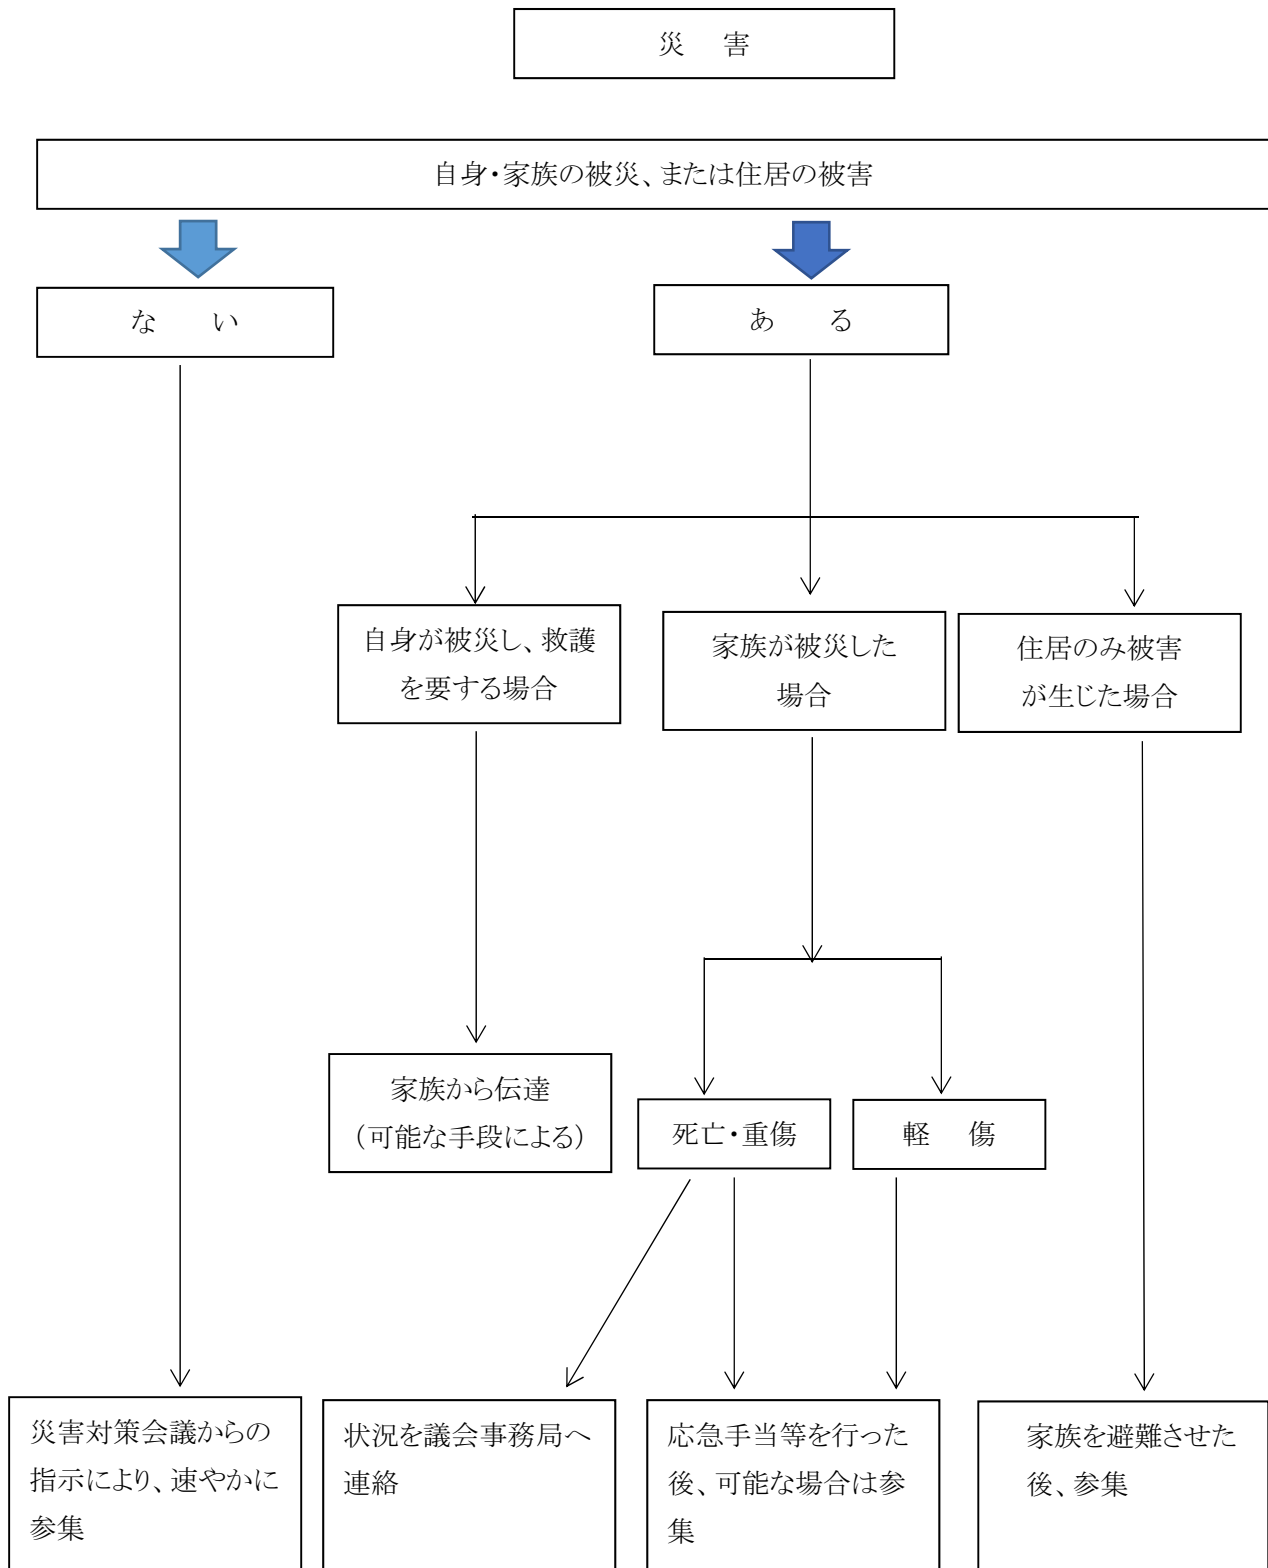 災　害
自身・家族の被災、または住居の被害
な　い
あ　る
自身が被災し、救護
を要する場合
家族が被災した
場合
住居のみ被害
が生じた場合
家族から伝達
（可能な手段による）
死亡・重傷
軽　傷
災害対策会議からの
指示により、速やかに
参集
状況を議会事務局へ
連絡
応急手当等を行った
後、可能な場合は参
集
家族を避難させた
後、参集